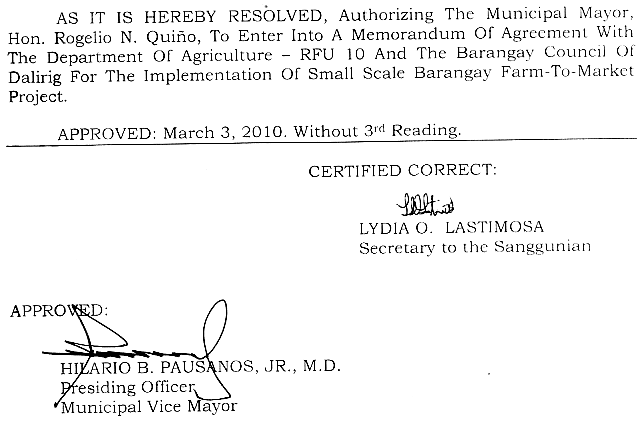 AS IT IS HEREBY RESOLVED, Authorizing The Municipal Mayor,
Hon. Rogelio N. Quiño, To Enter Into A Memorandum Of Agreement With
The Department Of Agriculture – RFU 10 And The Barangay Council Of
Dalirig For The Implementation Of Small Scale Barangay Farm-To-Market
Project.
APPROVED: March 3, 2010. Without 3rd Reading.
CERTIFIED CORRECT:
LYDIA O. LASTIMOSA
Secretary to the Sanggunian
APPROVED:
HILARIO B. PAUSANOS, JR., M.D.
Presiding Officer
Municipal Vice Mayor